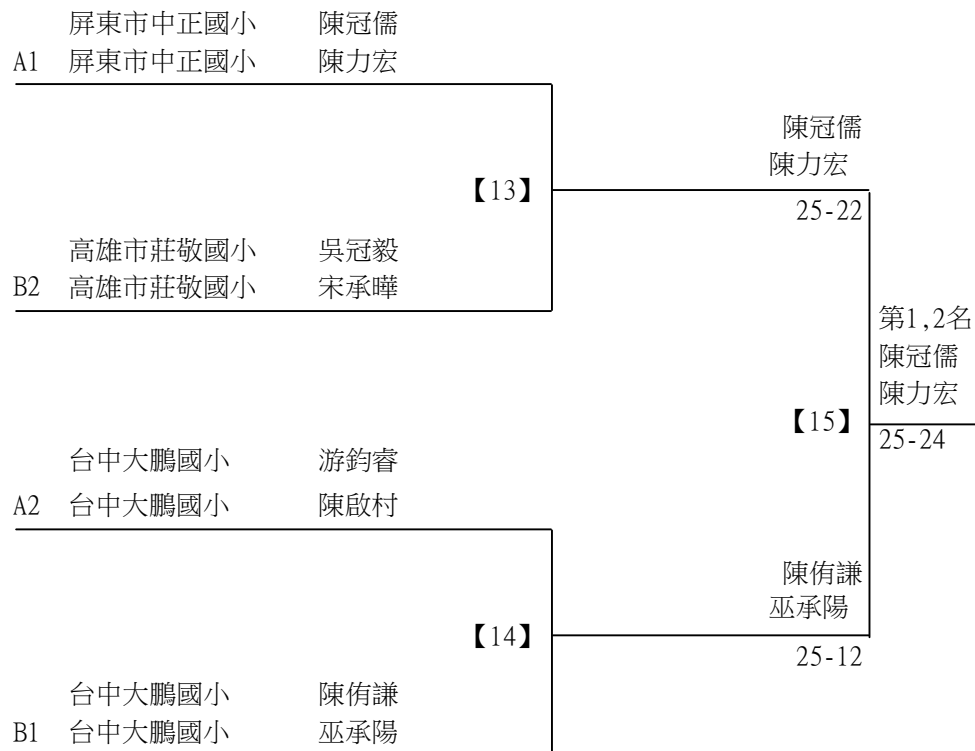 屏東市中正國小 陳冠儒
A1 屏東市中正國小 陳力宏
陳冠儒
陳力宏
【13】
25-22
高雄市莊敬國小 吳冠毅
B2 高雄市莊敬國小 宋承曄
第1,2名
陳冠儒
陳力宏
【15】
25-24
台中大鵬國小 游鈞睿
A2 台中大鵬國小 陳啟村
陳侑謙
巫承陽
【14】
25-12
台中大鵬國小 陳侑謙
B1 台中大鵬國小 巫承陽